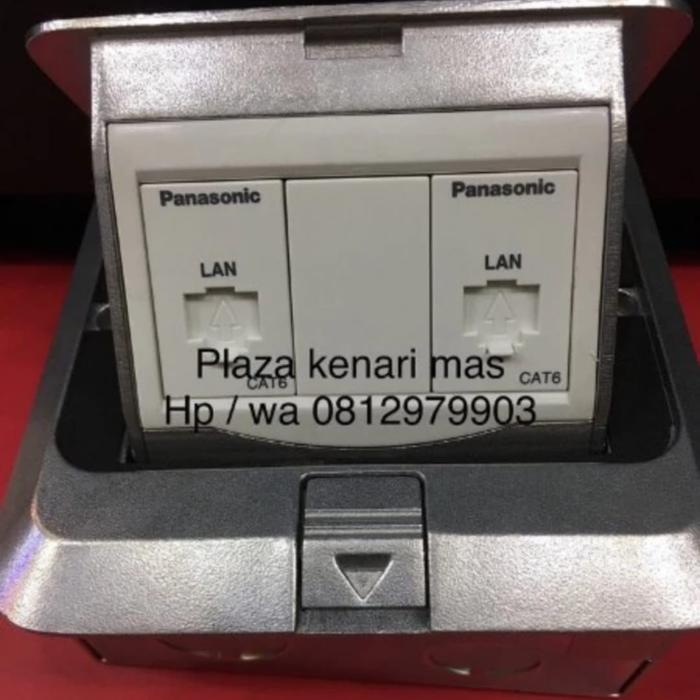 Panasonic Panasonic
LAN LAN
CAT6 CAT6
Plaza kenari mas
Hp / wa 0812979903